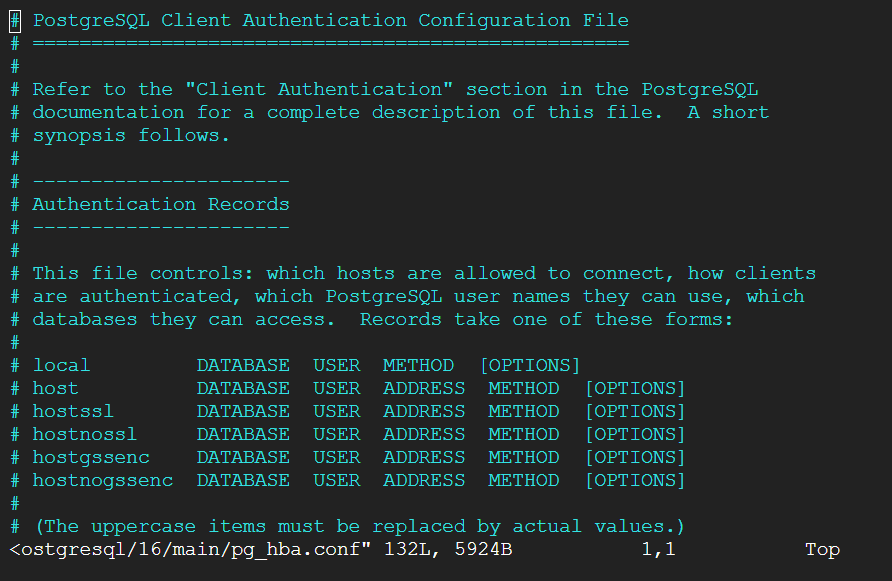 # PostgreSQL Client Authentication Configuration File
# ===================================================
#
# Refer to the "Client Authentication" section in the PostgreSQL
# documentation for a complete description of this file.  A short
# synopsis follows.
#
# ----------------------
# Authentication Records
# ----------------------
#
# This file controls: which hosts are allowed to connect, how clients
# are authenticated, which PostgreSQL user names they can use, which
# databases they can access.  Records take one of these forms:
#
# local         DATABASE  USER  METHOD  [OPTIONS]
# host          DATABASE  USER  ADDRESS  METHOD  [OPTIONS]
# hostssl       DATABASE  USER  ADDRESS  METHOD  [OPTIONS]
# hostnossl     DATABASE  USER  ADDRESS  METHOD  [OPTIONS]
# hostgssenc    DATABASE  USER  ADDRESS  METHOD  [OPTIONS]
# hostnogssenc  DATABASE  USER  ADDRESS  METHOD  [OPTIONS]
#
# (The uppercase items must be replaced by actual values.)
<ostgresql/16/main/pg_hba.conf" 132L, 5924B           1,1           Top